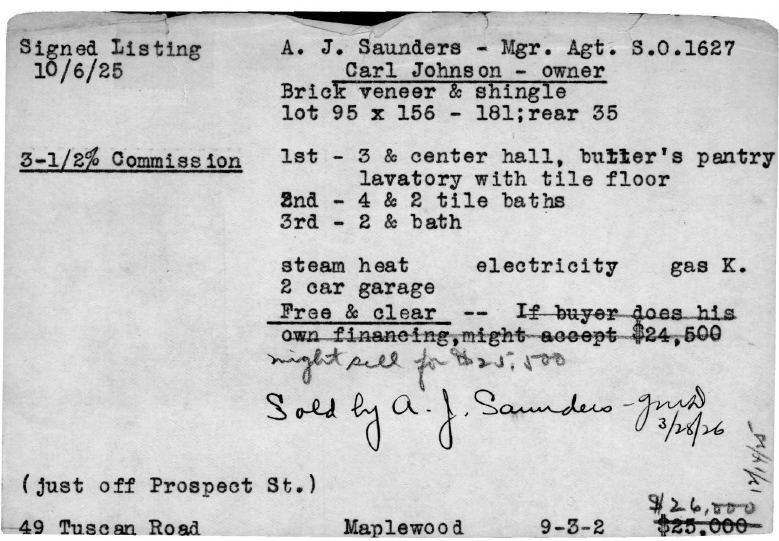 Signed Listing
10/6/25
A. J. Saunders - Mgr. Agt. S.O.1627
Carl Johnson - owner
Brick veneer & shingle
lot 95 x 156 - 181;rear 35
3-1/2% Commission
1st - 3 & center hall, butler's pantry
lavatory with tile floor
2nd - 4 & 2 tile baths
3rd - 2 & bath
steam heat electricity gas K.
2 car garage
Free & clear -- If buyer does his
own financing,might accept $24,500
might sell for $25,500
Sold by A. J. Saunders -
3/28/26
(just off Prospect St.)
$26,000
49 Tuscan Road Maplewood 9-3-2 $25,000